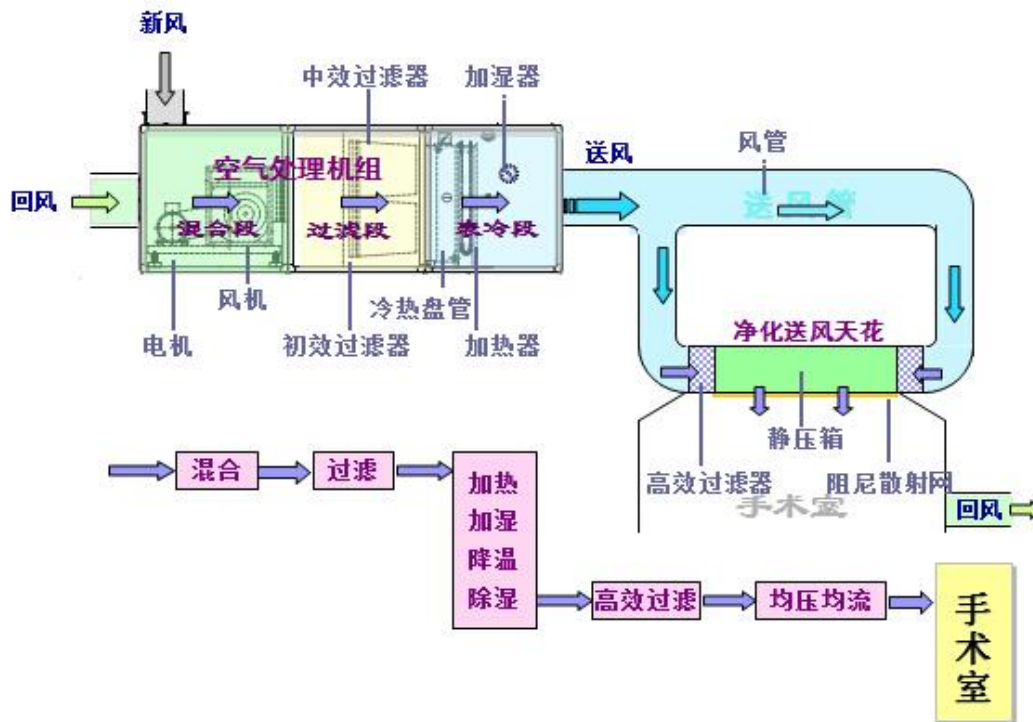 新风
中效过滤器
加湿器
空气处理机组
送风
风管
回风
送风管
混合段
过滤段
表冷段
风机
冷热盘管
电机
初效过滤器
加热器
净化送风天花
静压箱
高效过滤器
阻尼散射网
手术室
回风
混合
过滤
加热
加湿
降温
除湿
高效过滤
均压均流
手术室